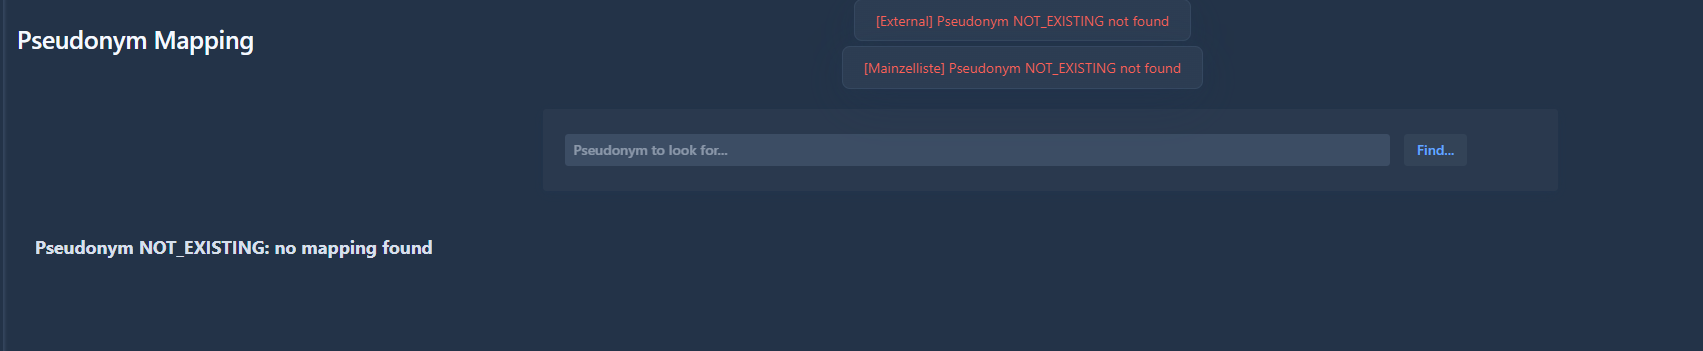 [External] Pseudonym NOT_EXISTING not found
Pseudonym Mapping
[Mainzelliste] Pseudonym NOT_EXISTING not found
Pseudonym to look for...
Find...
Pseudonym NOT_EXISTING: no mapping found